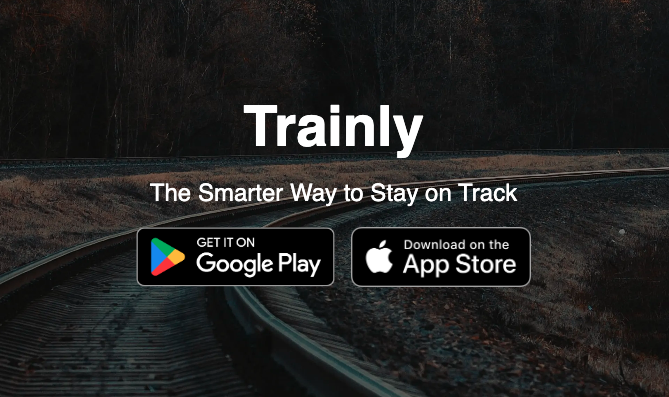 Trainly
The Smarter Way to Stay on Track
GET IT ON
Google Play
Download on the
App Store